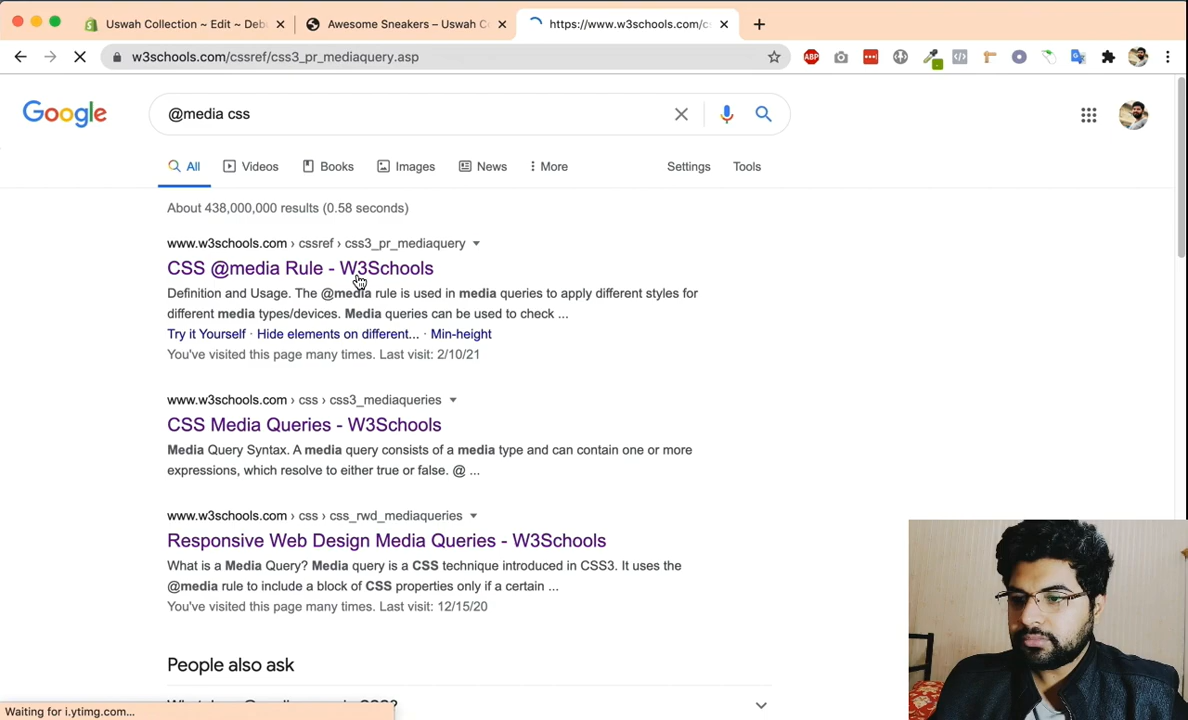 Uswah Collection ~ Edit ~ Deb
Awesome Sneakers – Uswah C
https://www.w3schools.com/c
w3schools.com/cssref/css3_pr_mediaquery.asp
ABP
Google
@media css
All
Videos
Books
Images
News
More
Settings
Tools
About 438,000,000 results (0.58 seconds)
www.w3schools.com › cssref › css3_pr_mediaquery
CSS @media Rule - W3Schools
Definition and Usage. The @media rule is used in media queries to apply different styles for
different media types/devices. Media queries can be used to check ...
Try it Yourself · Hide elements on different... · Min-height
You've visited this page many times. Last visit: 2/10/21
www.w3schools.com › css › css3_mediaqueries
CSS Media Queries - W3Schools
Media Query Syntax. A media query consists of a media type and can contain one or more
expressions, which resolve to either true or false. @ ...
www.w3schools.com › css › css_rwd_mediaqueries
Responsive Web Design Media Queries - W3Schools
What is a Media Query? Media query is a CSS technique introduced in CSS3. It uses the
@media rule to include a block of CSS properties only if a certain ...
You've visited this page many times. Last visit: 12/15/20
People also ask
Waiting for i.ytimg.com...